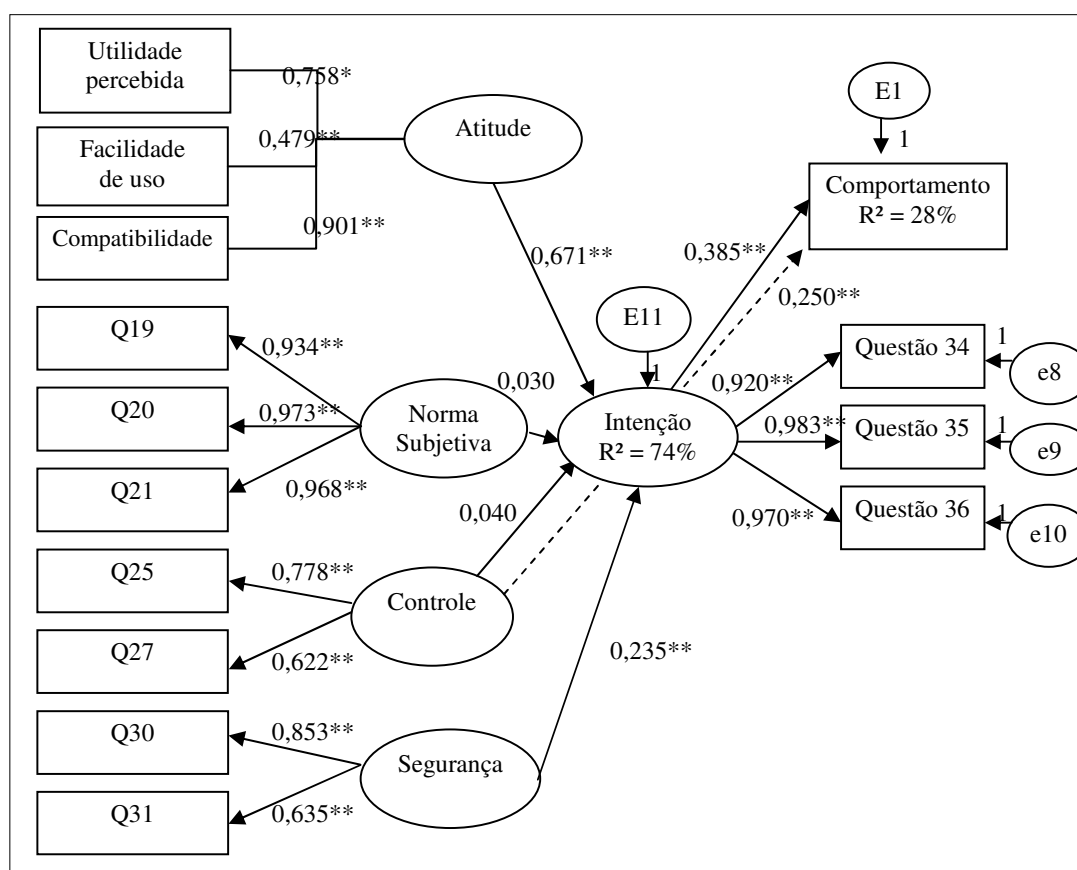 Utilidade
percebida
0,758*
Facilidade
de uso
0,479**
Compatibilidade
0,901**
Atitude
0,671**
E1
1
Comportamento
R² = 28%
0,385**
0,250**
E11
1
Q19
0,934**
Q20
0,973**
Q21
0,968**
Norma
Subjetiva
0,030
Intenção
R² = 74%
0,920**
Questão 34
1
e8
0,983**
Questão 35
1
e9
0,970**
Questão 36
1
e10
Q25
0,778**
Q27
0,622**
Controle
0,040
0,235**
Q30
0,853**
Q31
0,635**
Segurança